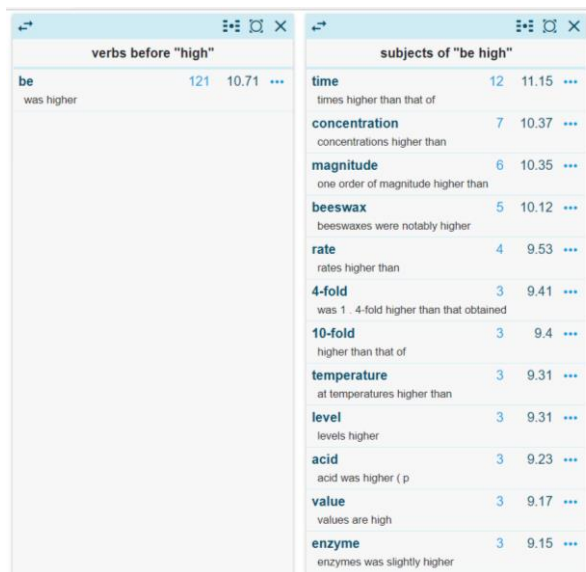 verbs before "high"
be 121 10.71 •••
was higher
subjects of "be high"
time 12 11.15 •••
times higher than that of
concentration 7 10.37 •••
concentrations higher than
magnitude 6 10.35 •••
one order of magnitude higher than
beeswax 5 10.12 •••
beeswaxes were notably higher
rate 4 9.53 •••
rates higher than
4-fold 3 9.41 •••
was 1 . 4-fold higher than that obtained
10-fold 3 9.4 •••
higher than that of
temperature 3 9.31 •••
at temperatures higher than
level 3 9.31 •••
levels higher
acid 3 9.23 •••
acid was higher ( p
value 3 9.17 •••
values are high
enzyme 3 9.15 •••
enzymes was slightly higher